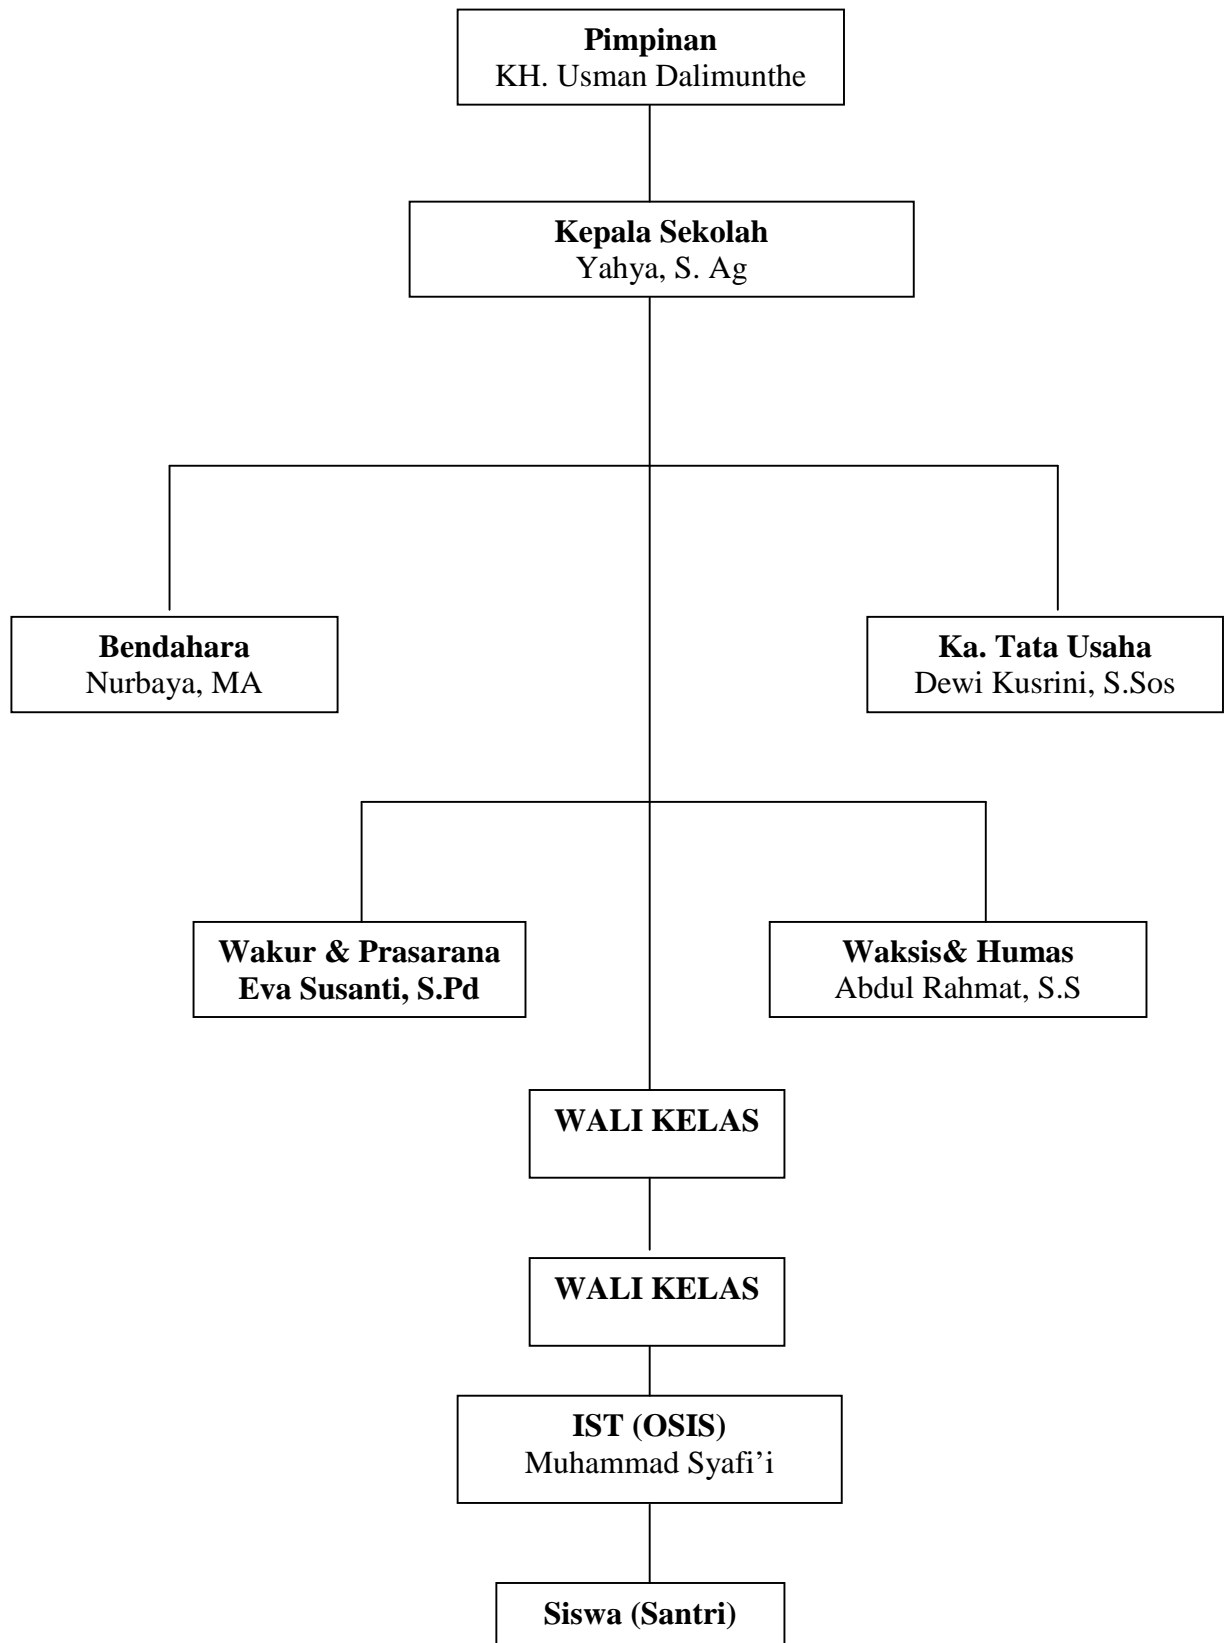 Pimpinan
KH. Usman Dalimunthe
Kepala Sekolah
Yahya, S. Ag
Bendahara
Nurbaya, MA
Ka. Tata Usaha
Dewi Kusrini, S.Sos
Wakur & Prasarana
Eva Susanti, S.Pd
Waksis& Humas
Abdul Rahmat, S.S
WALI KELAS
WALI KELAS
IST (OSIS)
Muhammad Syafi’i
Siswa (Santri)